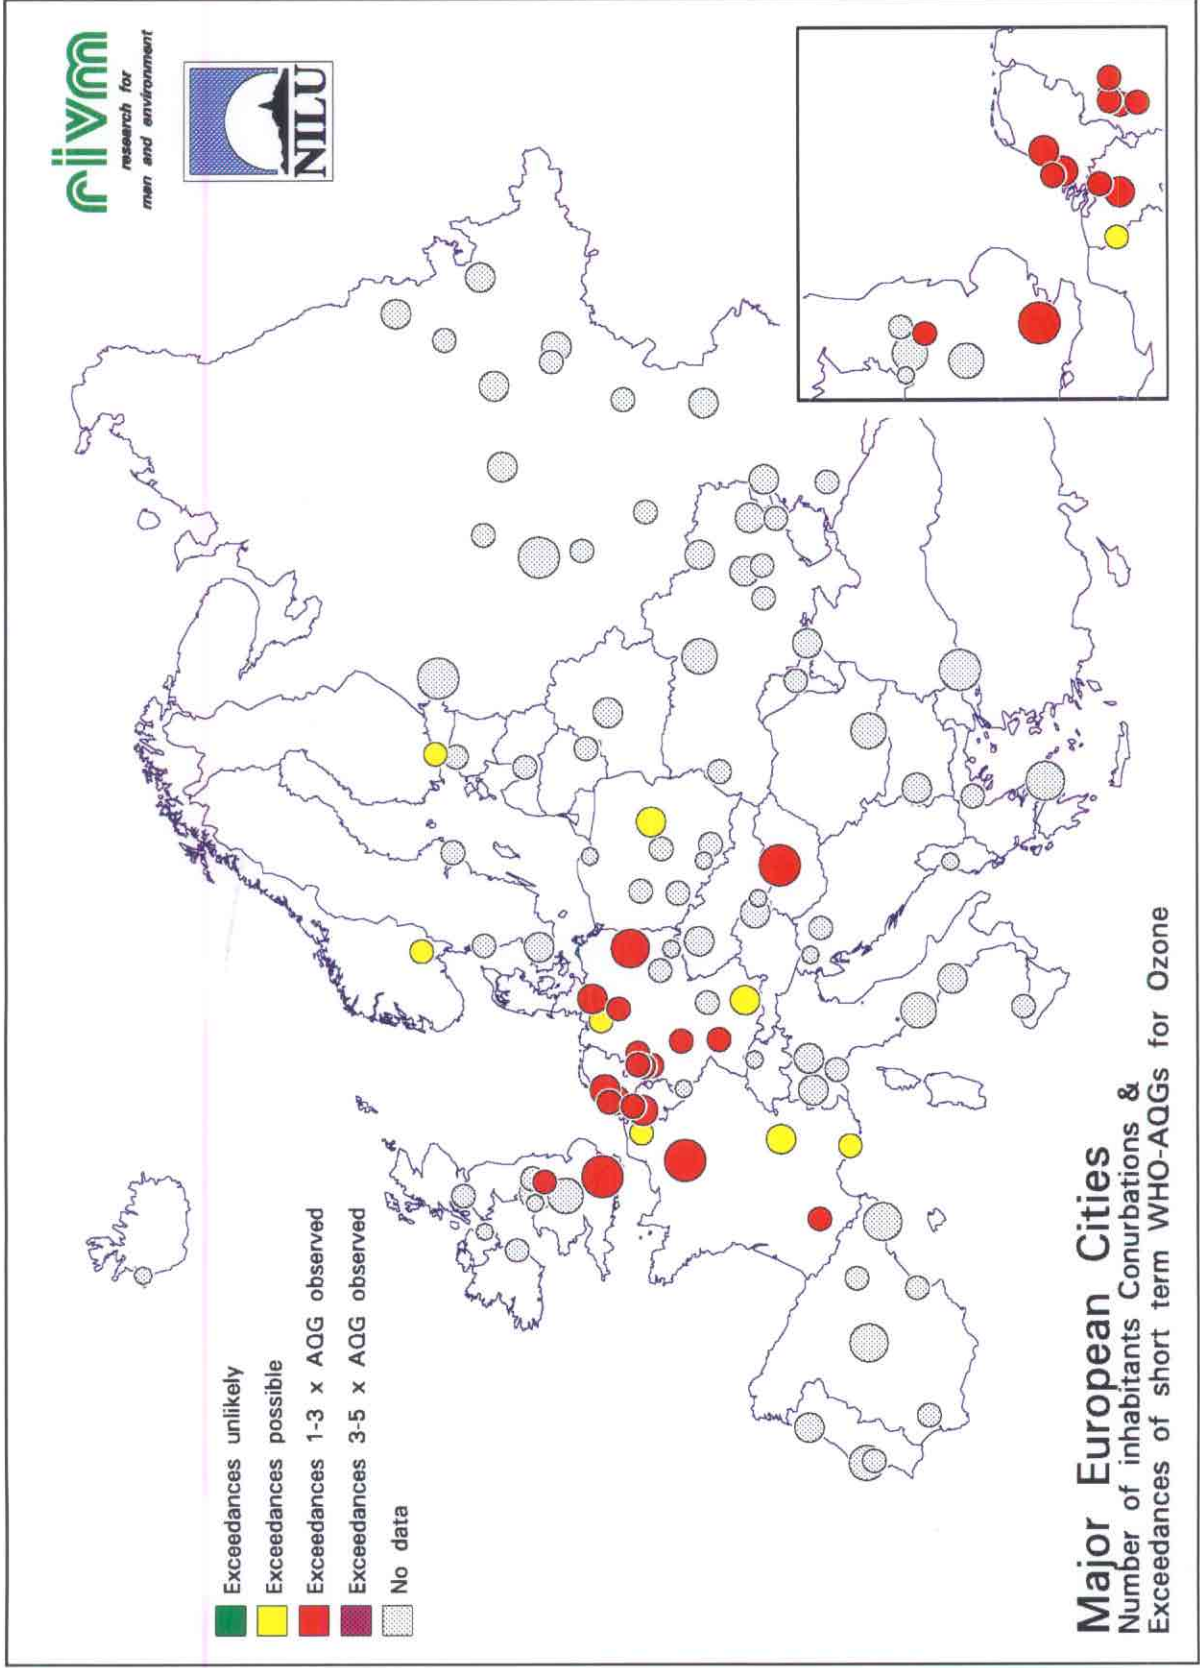 riivm
research for
man and environment
NILU
Exceedances unlikely
Exceedances possible
Exceedances 1-3 x AQG observed
Exceedances 3-5 x AQG observed
No data
Major European Cities
Number of inhabitants Conurbations &
Exceedances of short term WHO-AQGs for Ozone